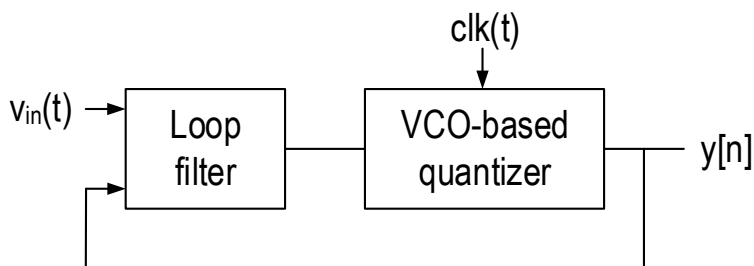 clk(t)
vin(t)
Loop
filter
VCO-based
quantizer
y[n]